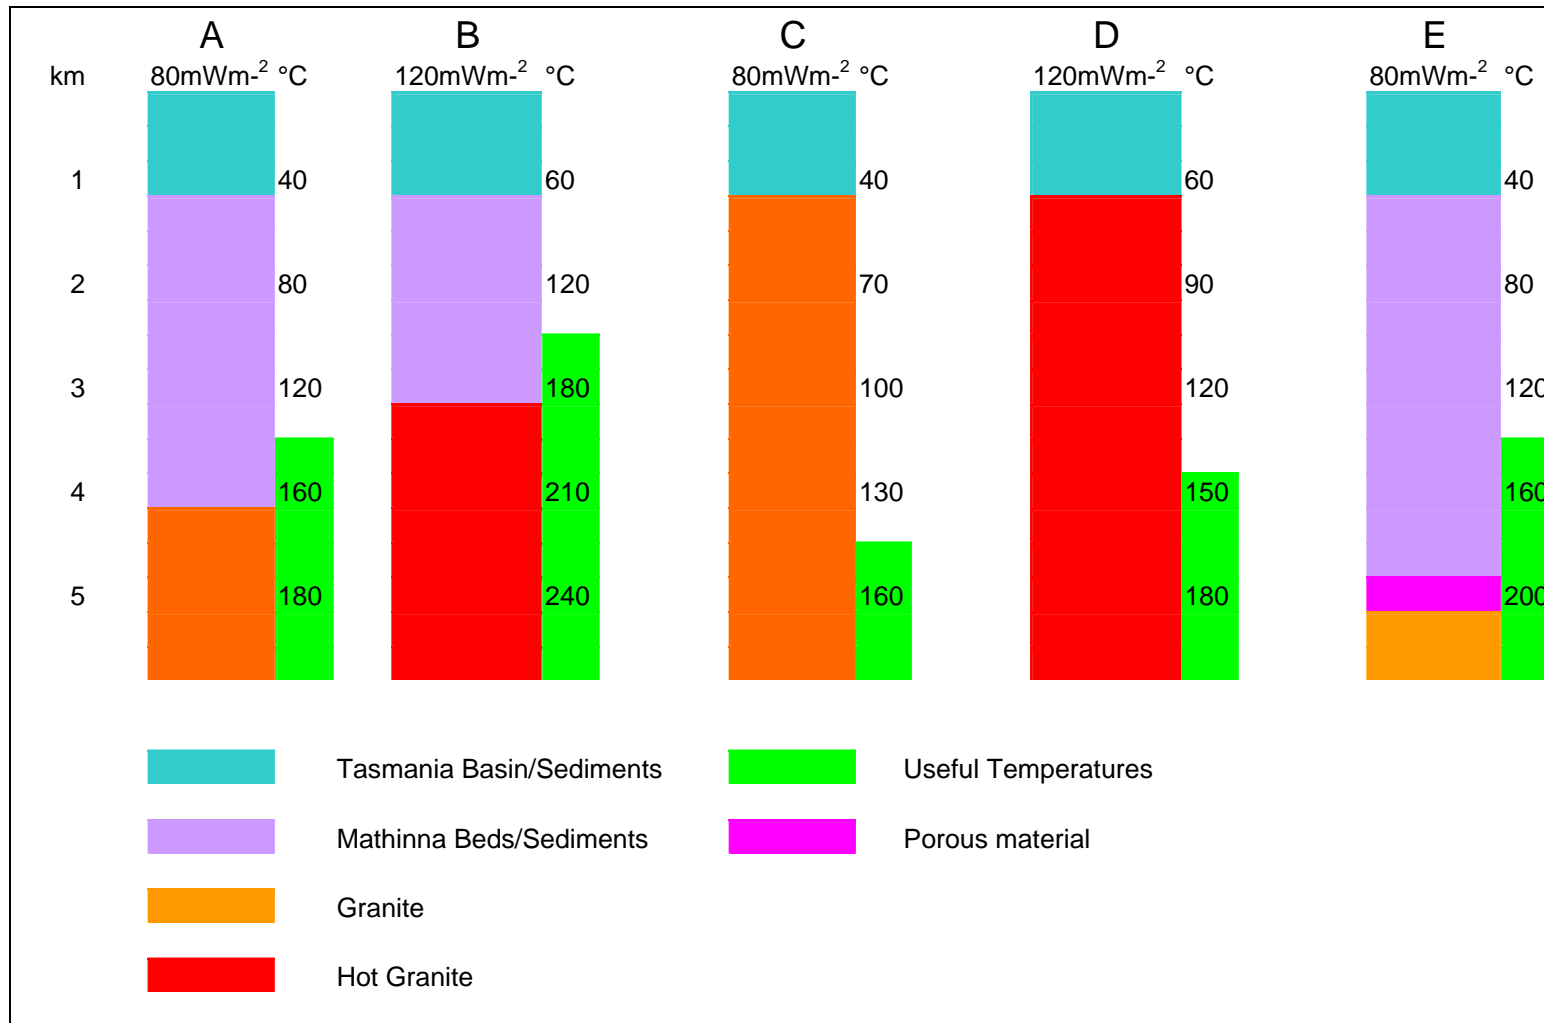 A B C D E
km 80mWm-² °C 120mWm-² °C 80mWm-² °C 120mWm-² °C 80mWm-² °C
1 40 60 40 60 40
2 80 120 70 90 80
3 120 180 100 120 120
4 160 210 130 150 160
5 180 240 160 180 200
Tasmania Basin/Sediments Useful Temperatures
Mathinna Beds/Sediments Porous material
Granite
Hot Granite